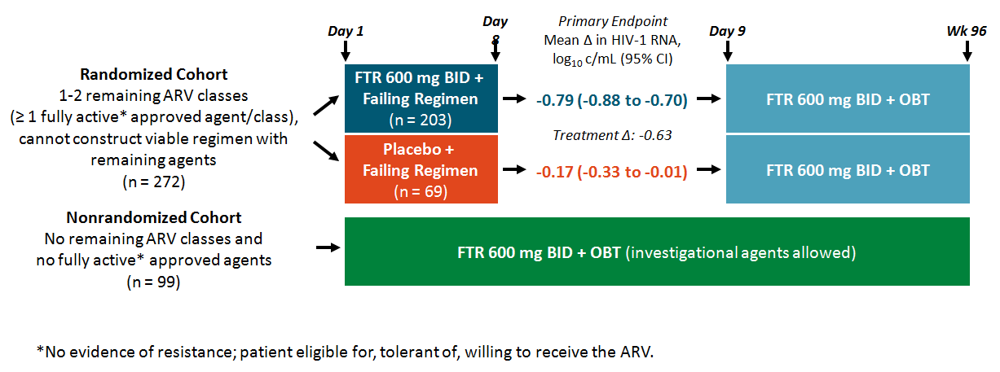 Day 1
Day
8
Primary Endpoint
Mean Δ in HIV-1 RNA,
log10 c/mL (95% CI)
Day 9
Wk 96
Randomized Cohort
1-2 remaining ARV classes
(≥ 1 fully active* approved agent/class),
cannot construct viable regimen with
remaining agents
(n = 272)
FTR 600 mg BID +
Failing Regimen
(n = 203)
-0.79 (-0.88 to -0.70)
FTR 600 mg BID + OBT
Treatment Δ: -0.63
Placebo +
Failing Regimen
(n = 69)
-0.17 (-0.33 to -0.01)
FTR 600 mg BID + OBT
Nonrandomized Cohort
No remaining ARV classes and
no fully active* approved agents
(n = 99)
FTR 600 mg BID + OBT (investigational agents allowed)
*No evidence of resistance; patient eligible for, tolerant of, willing to receive the ARV.